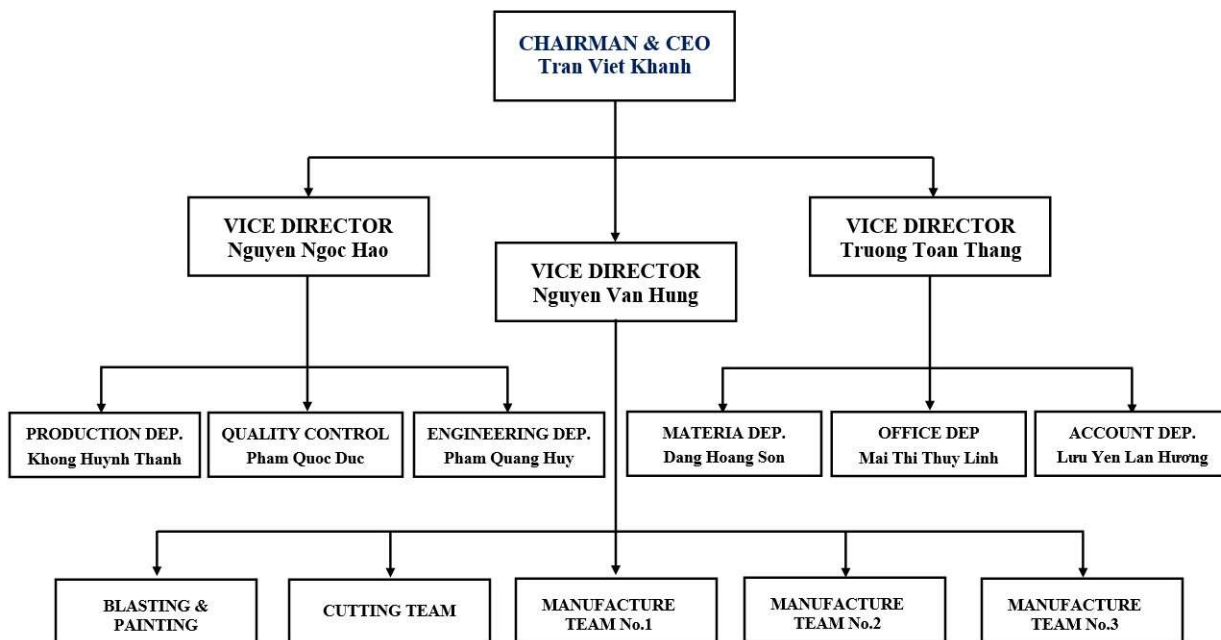 CHAIRMAN & CEO
Tran Viet Khanh
VICE DIRECTOR
Nguyen Ngoc Hao
VICE DIRECTOR
Nguyen Van Hung
VICE DIRECTOR
Truong Toan Thang
PRODUCTION DEP.
Khong Huynh Thanh
QUALITY CONTROL
Pham Quoc Duc
ENGINEERING DEP.
Pham Quang Huy
MATERIA DEP.
Dang Hoang Son
OFFICE DEP
Mai Thi Thuy Linh
ACCOUNT DEP.
Lưu Yen Lan Hương
BLASTING &
PAINTING
CUTTING TEAM
MANUFACTURE
TEAM No.1
MANUFACTURE
TEAM No.2
MANUFACTURE
TEAM No.3